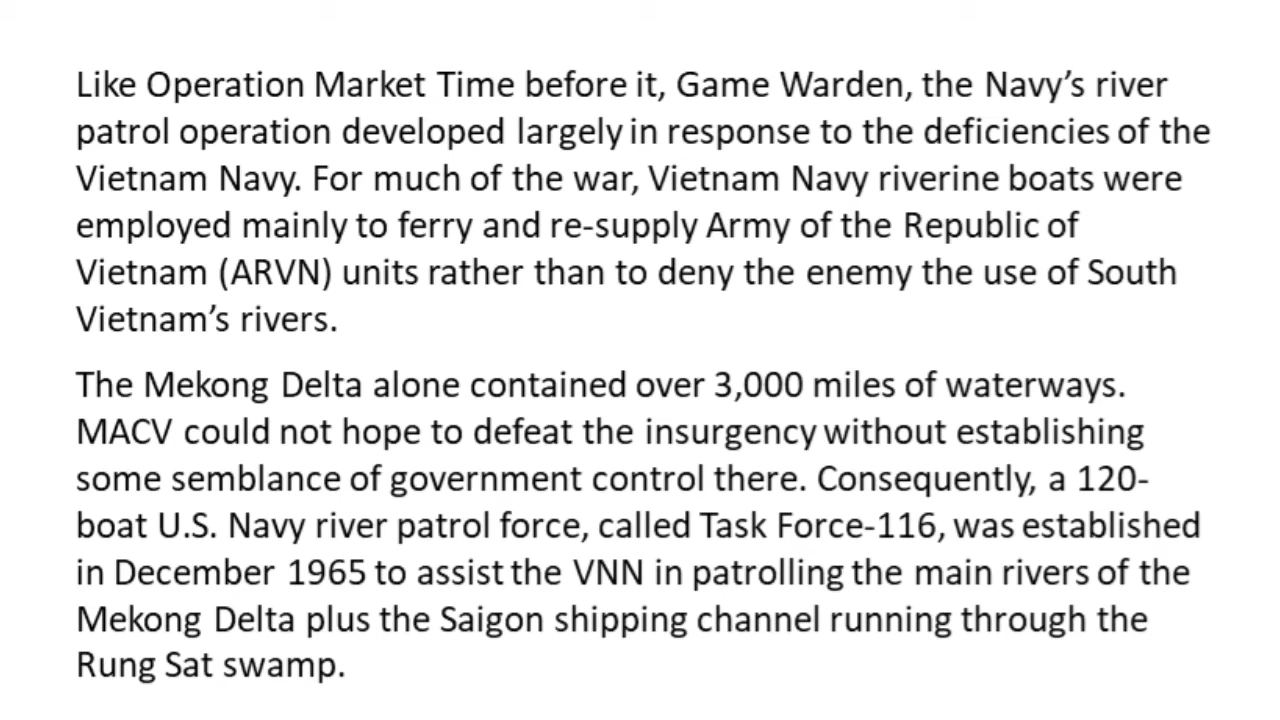 Like Operation Market Time before it, Game Warden, the Navy’s river
patrol operation developed largely in response to the deficiencies of the
Vietnam Navy. For much of the war, Vietnam Navy riverine boats were
employed mainly to ferry and re-supply Army of the Republic of
Vietnam (ARVN) units rather than to deny the enemy the use of South
Vietnam’s rivers.
The Mekong Delta alone contained over 3,000 miles of waterways.
MACV could not hope to defeat the insurgency without establishing
some semblance of government control there. Consequently, a 120-
boat U.S. Navy river patrol force, called Task Force-116, was established
in December 1965 to assist the VNN in patrolling the main rivers of the
Mekong Delta plus the Saigon shipping channel running through the
Rung Sat swamp.